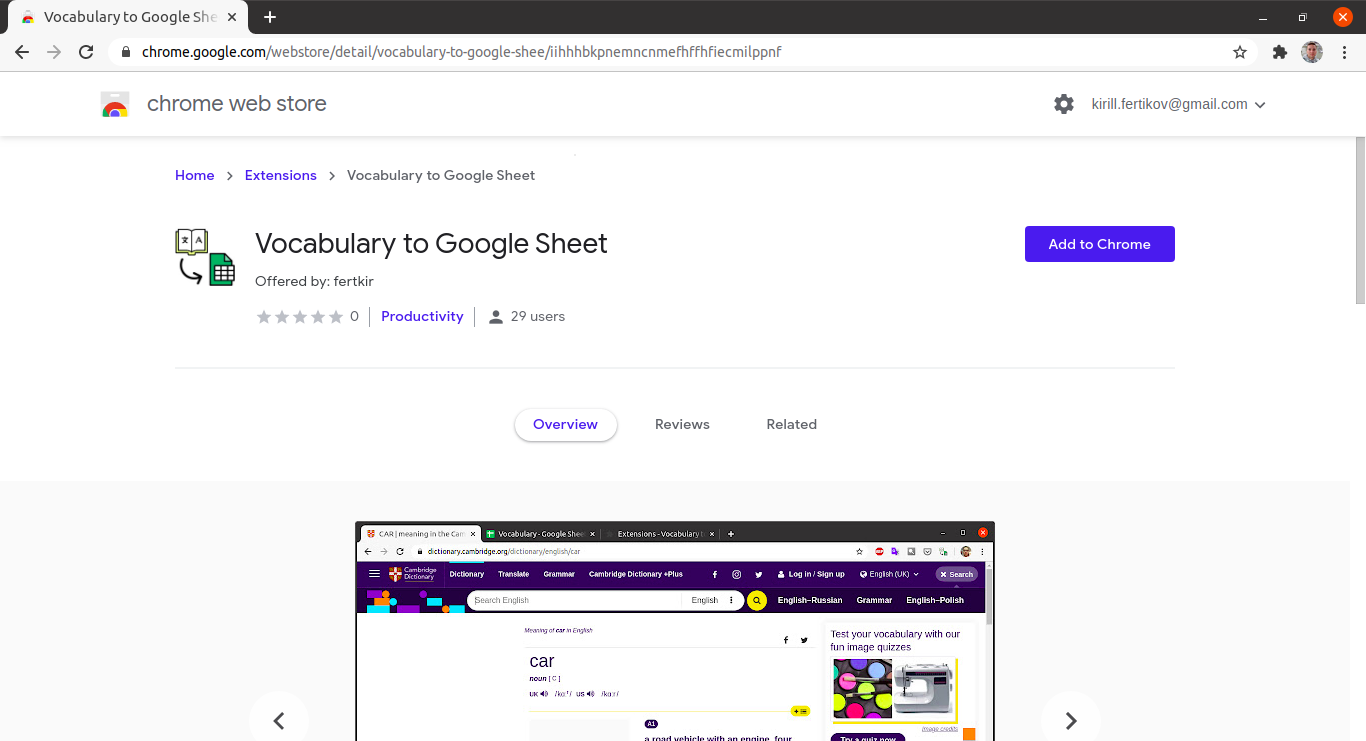 Vocabulary to Google She
chrome.google.com/webstore/detail/vocabulary-to-google-shee/iihhhbkpnemncnmefhffhfiecmilppnf
chrome web store
kirill.fertikov@gmail.com
Home
Extensions
Vocabulary to Google Sheet
Vocabulary to Google Sheet
Add to Chrome
Offered by: fertkir
0
Productivity
29 users
Overview
Reviews
Related
CAR | meaning in the Cam
Vocabulary - Google Shee
Extensions - Vocabulary t
dictionary.cambridge.org/dictionary/english/car
Cambridge
Dictionary
Dictionary
Translate
Grammar
Cambridge Dictionary +Plus
Log in / Sign up
English (UK)
Search
Search English
English
English–Russian
Grammar
English–Polish
Meaning of car in English
Test your vocabulary with our
fun image quizzes
car
noun [ C ]
UK
US
Image credits
A1
a road vehicle with an engine, four
Try a quiz now